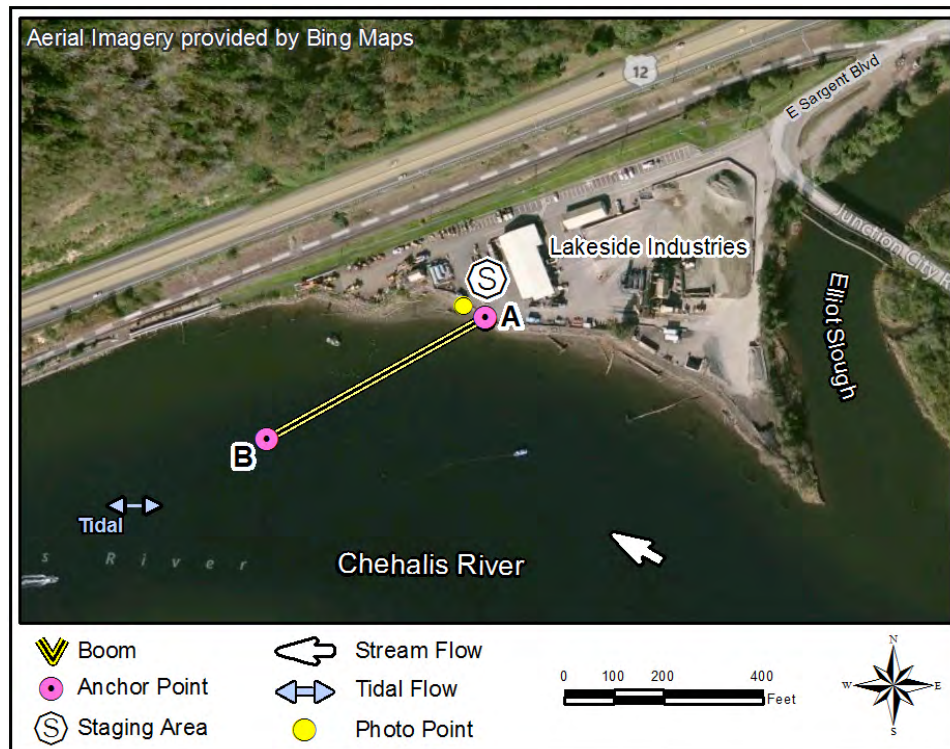 Aerial Imagery provided by Bing Maps
12
E Sargent Blvd
Junction City
Lakeside Industries
Elliot Slough
S
A
B
Tidal
s River
Chehalis River
Boom
Anchor Point
S Staging Area
Stream Flow
Tidal Flow
Photo Point
0 100 200 400
Feet
N
W E
S